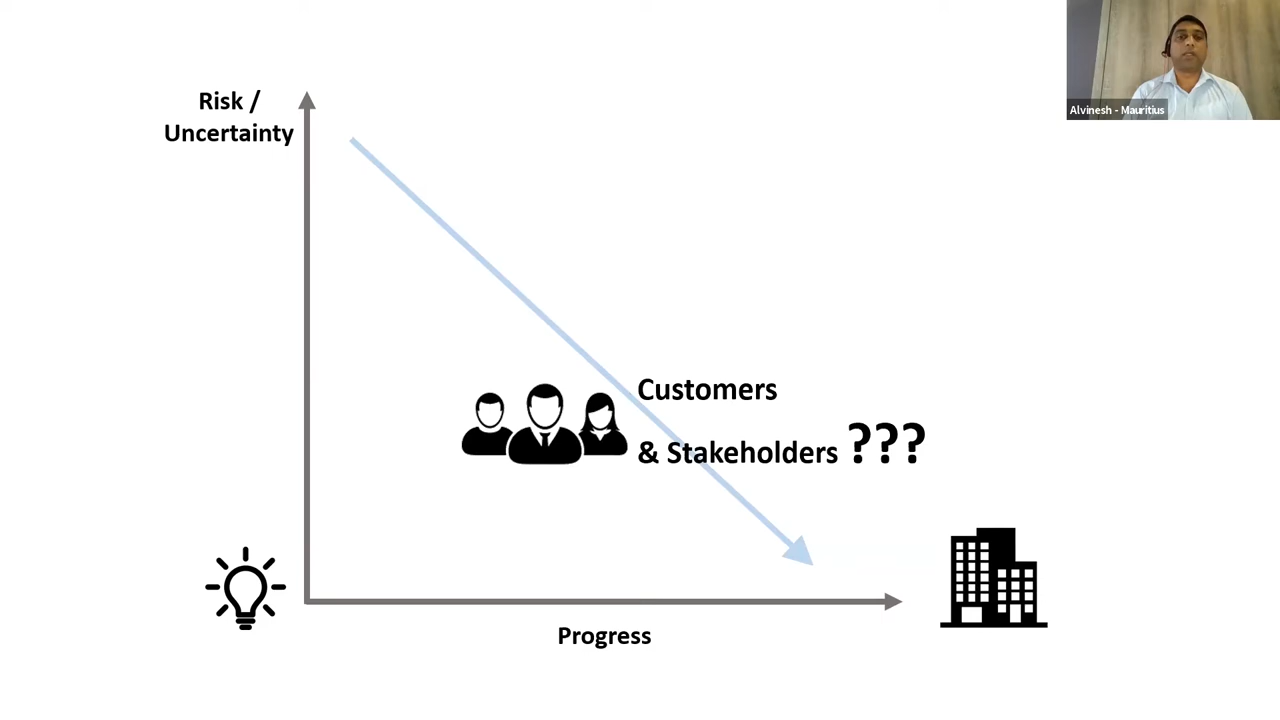 Risk /
Uncertainty
Alvinesh - Mauritius
Customers
& Stakeholders ???
Progress